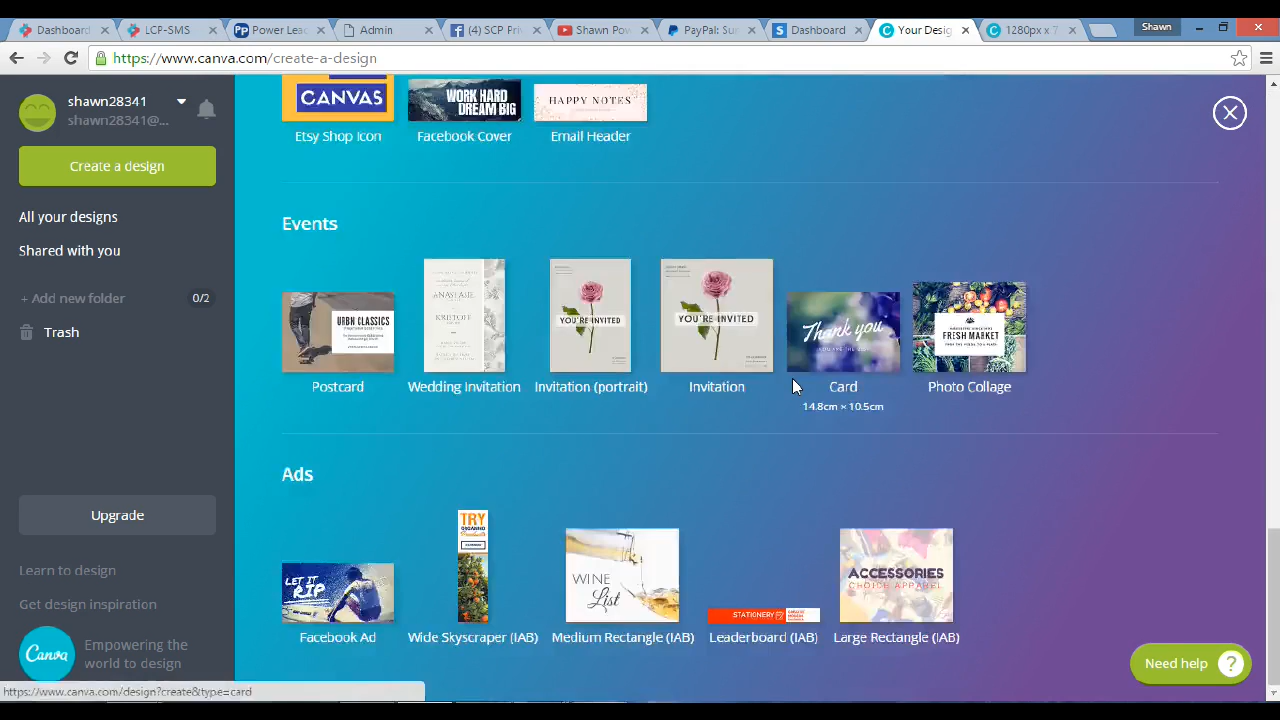 Dashboard
LCP-SMS
Power Lea
Admin
(4) SCP Pri
Shawn Po
PayPal: Su
Dashboard
Your Desig
1280px x 7
Shawn
https://www.canva.com/create-a-design
shawn28341
shawn28341@...
Create a design
All your designs
Shared with you
+ Add new folder 0/2
Trash
Upgrade
Learn to design
Get design inspiration
Canva
Empowering the
world to design
https://www.canva.com/design?create&type=card
CANVAS
WORK HARD
DREAM BIG
HAPPY NOTES
Etsy Shop Icon
Facebook Cover
Email Header
Events
URBN CLASSICS
ANASTASIE
KRISTOFF
YOU'RE INVITED
YOU'RE INVITED
Thank you
FRESH MARKET
Postcard
Wedding Invitation
Invitation (portrait)
Invitation
Card
14.8cm × 10.5cm
Photo Collage
Ads
LET IT
RIP
TRY
ORGANIC
WINE
List
STATIONERY
ACCESSORIES
CHOICE APPAREL
Facebook Ad
Wide Skyscraper (IAB)
Medium Rectangle (IAB)
Leaderboard (IAB)
Large Rectangle (IAB)
Need help ?